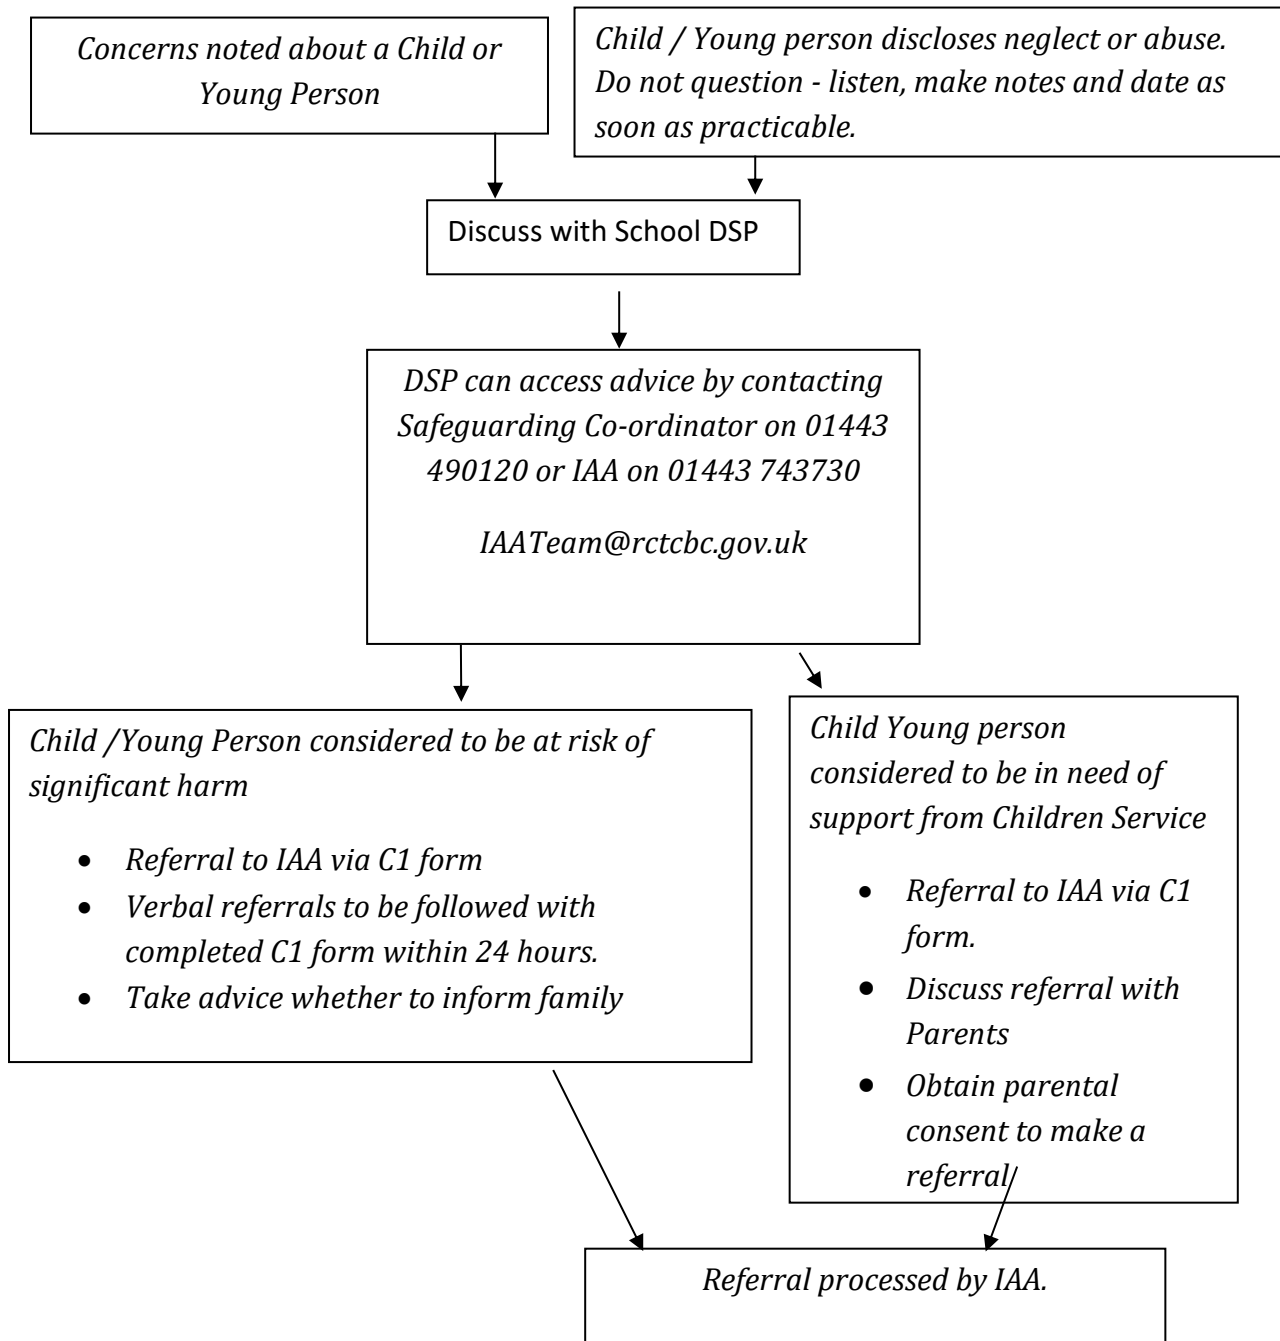 Concerns noted about a Child or
Young Person
Child / Young person discloses neglect or abuse.
Do not question - listen, make notes and date as
soon as practicable.
Discuss with School DSP
DSP can access advice by contacting
Safeguarding Co-ordinator on 01443
490120 or IAA on 01443 743730
IAATeam@rctcbc.gov.uk
Child /Young Person considered to be at risk of
significant harm
• Referral to IAA via C1 form
• Verbal referrals to be followed with
completed C1 form within 24 hours.
• Take advice whether to inform family
Child Young person
considered to be in need of
support from Children Service
• Referral to IAA via C1
form.
• Discuss referral with
Parents
• Obtain parental
consent to make a
referral
Referral processed by IAA.